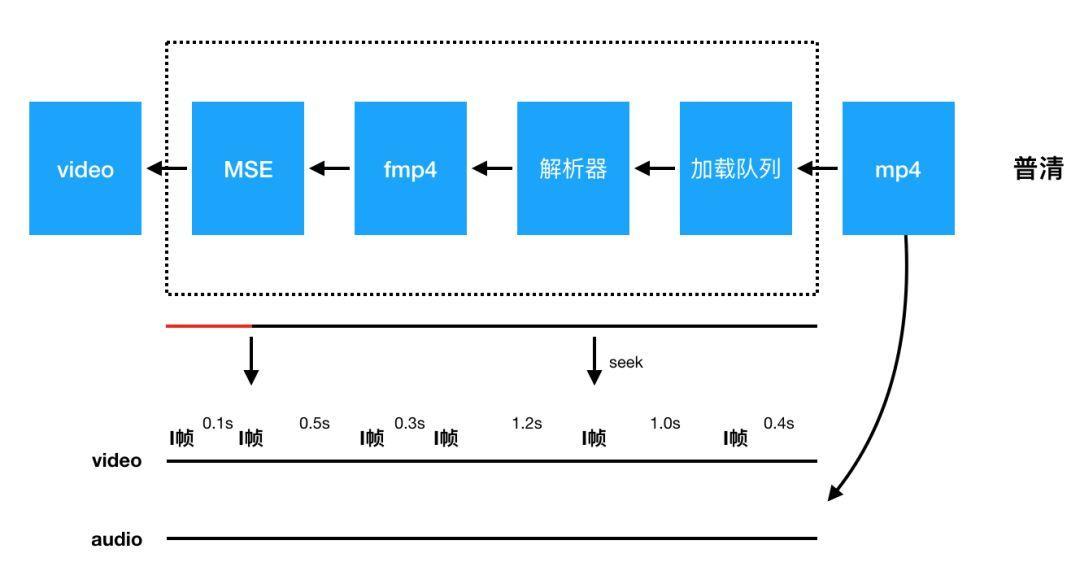 video
MSE
fmp4
解析器
加载队列
mp4
普清
seek
0.1s
0.5s
0.3s
1.2s
1.0s
0.4s
I帧
I帧
I帧
I帧
I帧
I帧
video
audio